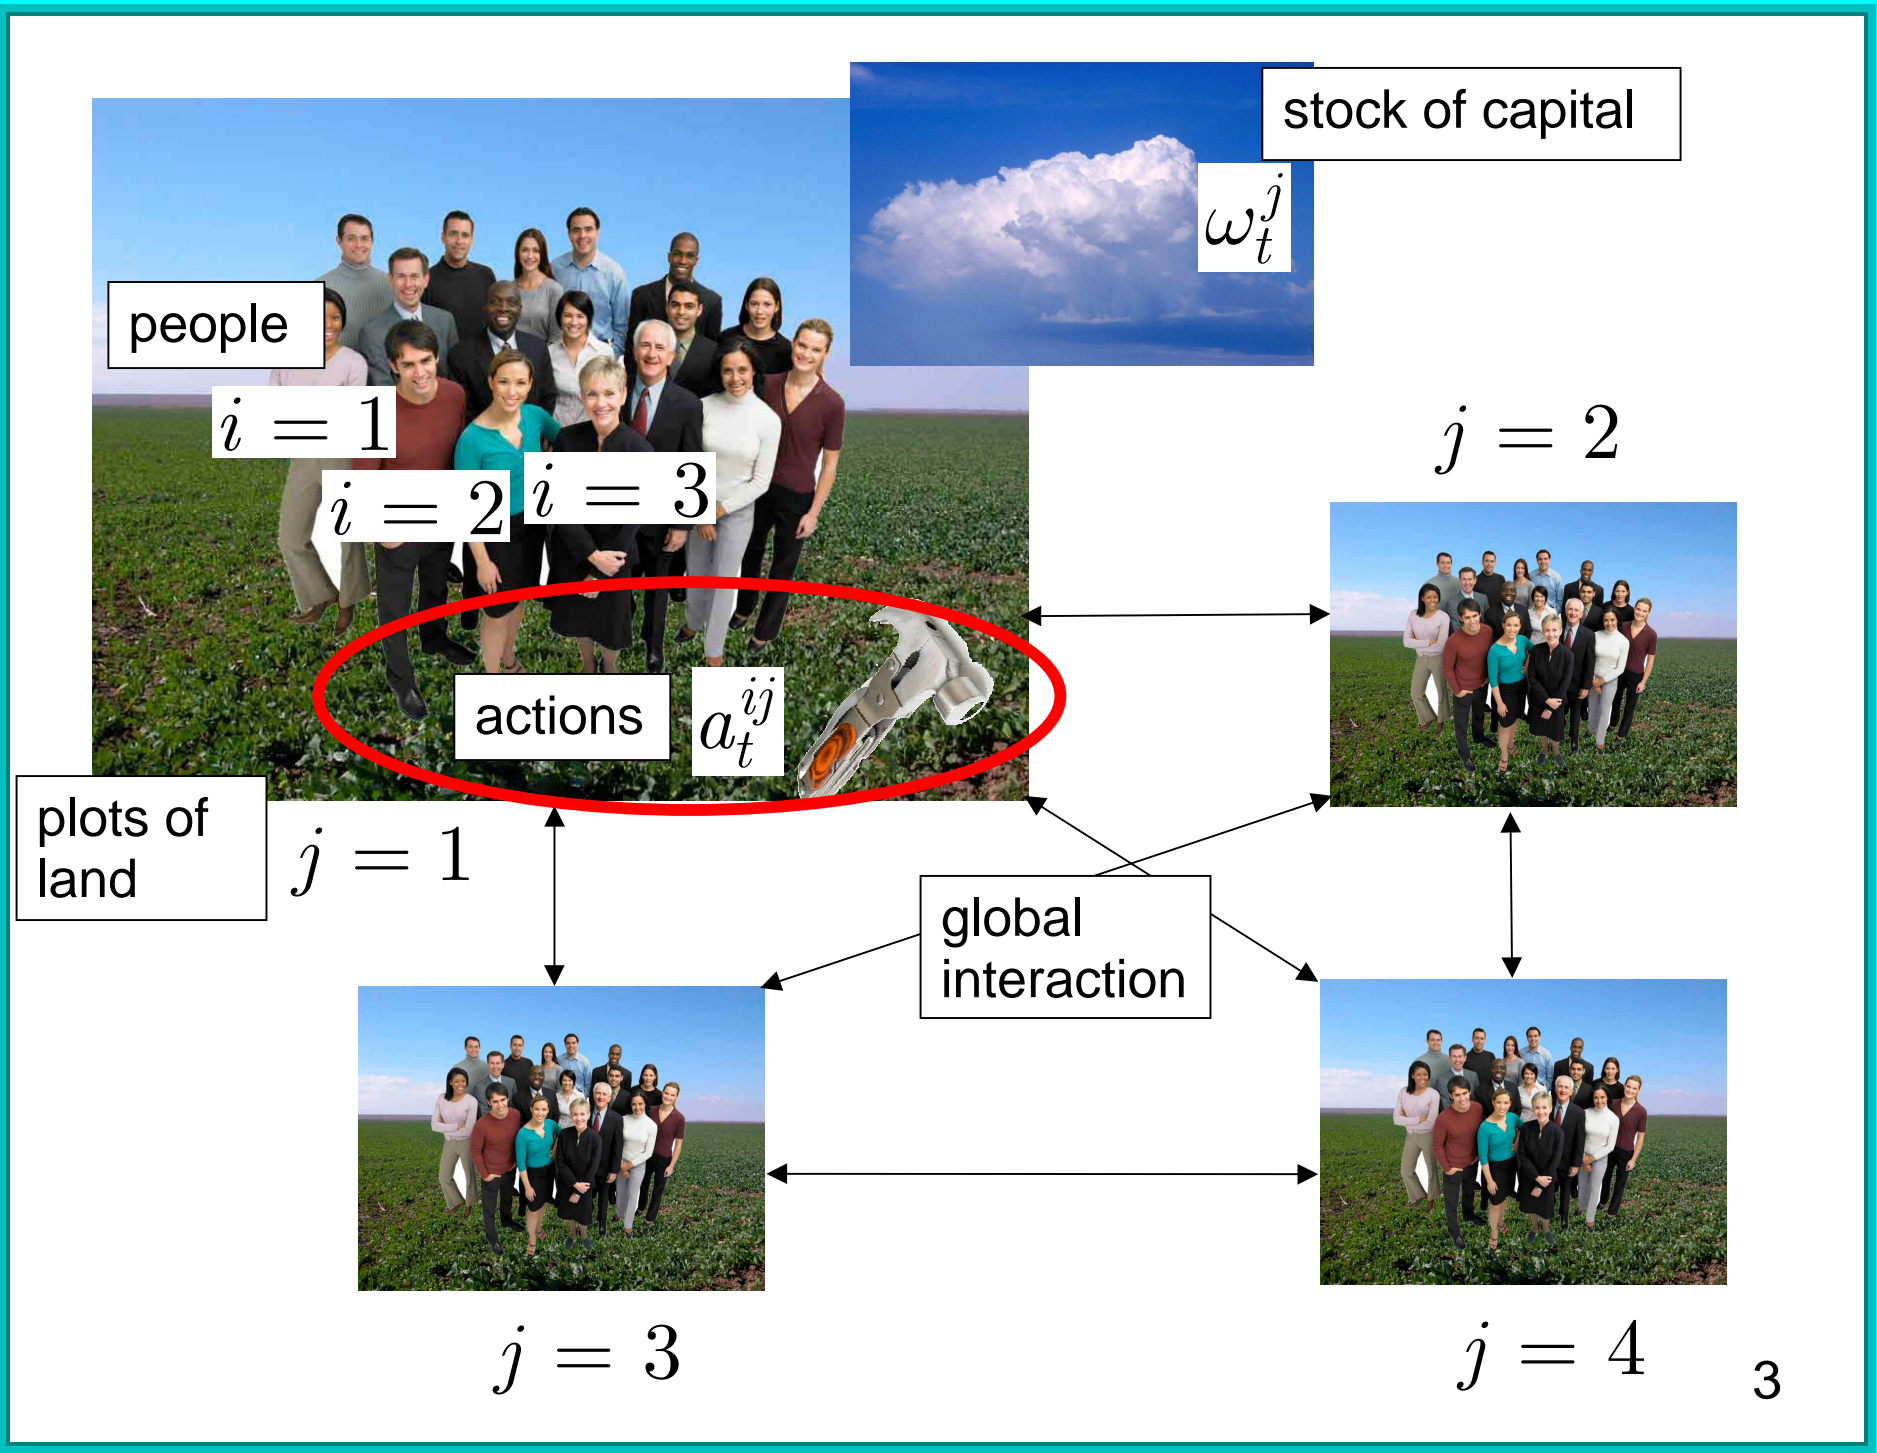 stock of capital
ω_t^j
people
i = 1
i = 2
i = 3
j = 2
actions
a_t^{ij}
plots of
land
j = 1
global
interaction
j = 3
j = 4
3